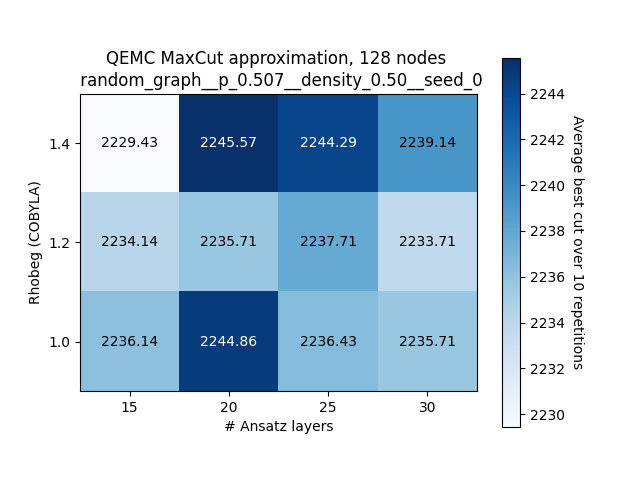 QEMC MaxCut approximation, 128 nodes
random_graph__p_0.507__density_0.50__seed_0
Rhobeg (COBYLA)
1.4
2229.43 2245.57 2244.29 2239.14
1.2
2234.14 2235.71 2237.71 2233.71
1.0
2236.14 2244.86 2236.43 2235.71
15 20 25 30
# Ansatz layers
2244
2242
2240
2238
2236
2234
2232
2230
Average best cut over 10 repetitions